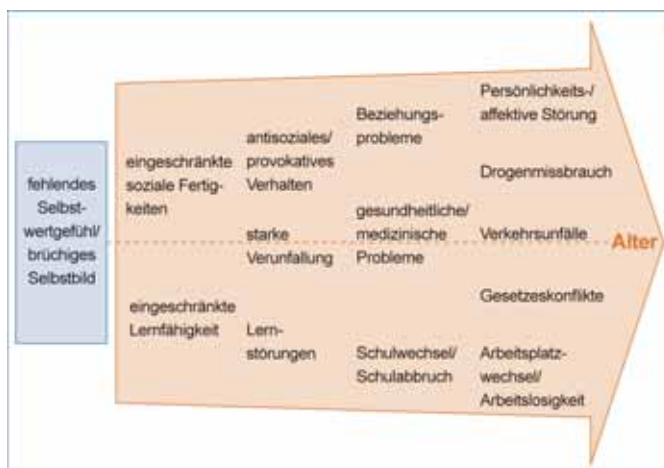 fehlendes
Selbst-
wertgefühl/
brüchiges
Selbstbild
eingeschränkte
soziale Fertig-
keiten
eingeschränkte
Lernfähigkeit
antisoziales/
provokatives
Verhalten
starke
Verunfallung
Lern-
störungen
Beziehungs-
probleme
gesundheitliche/
medizinische
Probleme
Schulwechsel/
Schulabbruch
Persönlichkeits-/
affektive Störung
Drogenmissbrauch
Verkehrsunfälle
Gesetzeskonflikte
Arbeitsplatz-
wechsel/
Arbeitslosigkeit
Alter